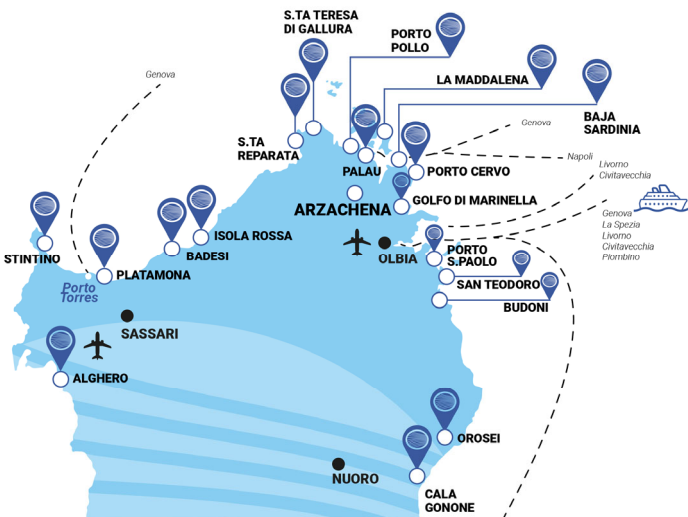 S.TA TERESA
DI GALLURA
PORTO
POLLO
LA MADDALENA
BAJA
SARDINIA
Genova
Genova
S.TA
REPARATA
PALAU
Napoli
Livorno
Civitavecchia
PORTO CERVO
ARZACHENA
GOLFO DI MARINELLA
Genova
La Spezia
Livorno
Civitavecchia
Piombino
ISOLA ROSSA
BADESI
STINTINO
PLATAMONA
Porto
Torres
OLBIA
PORTO
S.PAOLO
SAN TEODORO
BUDONI
SASSARI
ALGHERO
OROSEI
NUORO
CALA
GONONE